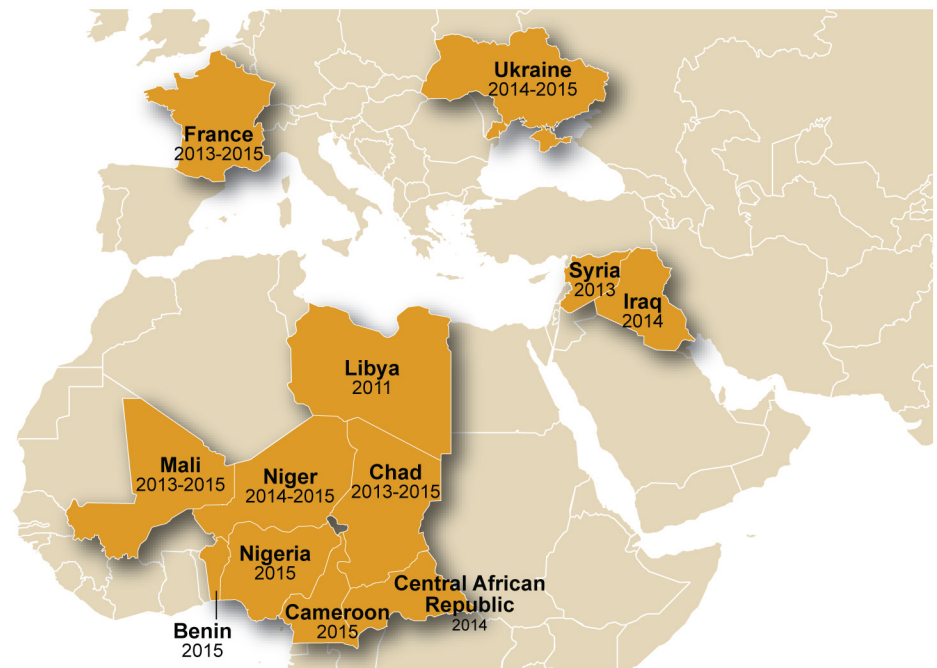 Ukraine
2014-2015
France
2013-2015
Syria
2013
Iraq
2014
Libya
2011
Mali
2013-2015
Niger
2014-2015
Chad
2013-2015
Nigeria
2015
Central African
Republic
2014
Cameroon
2015
Benin
2015